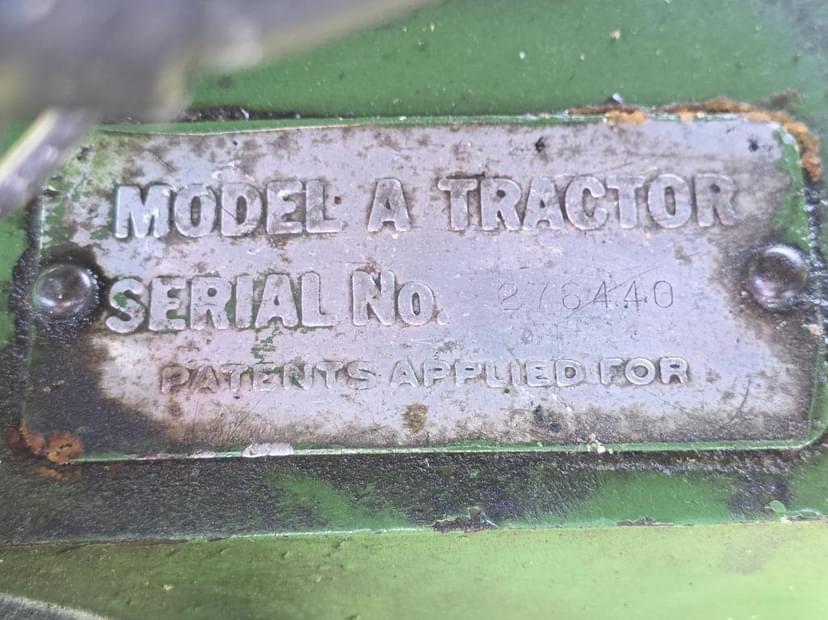 MODEL A TRACTOR
SERIAL No. 276440
PATENTS APPLIED FOR